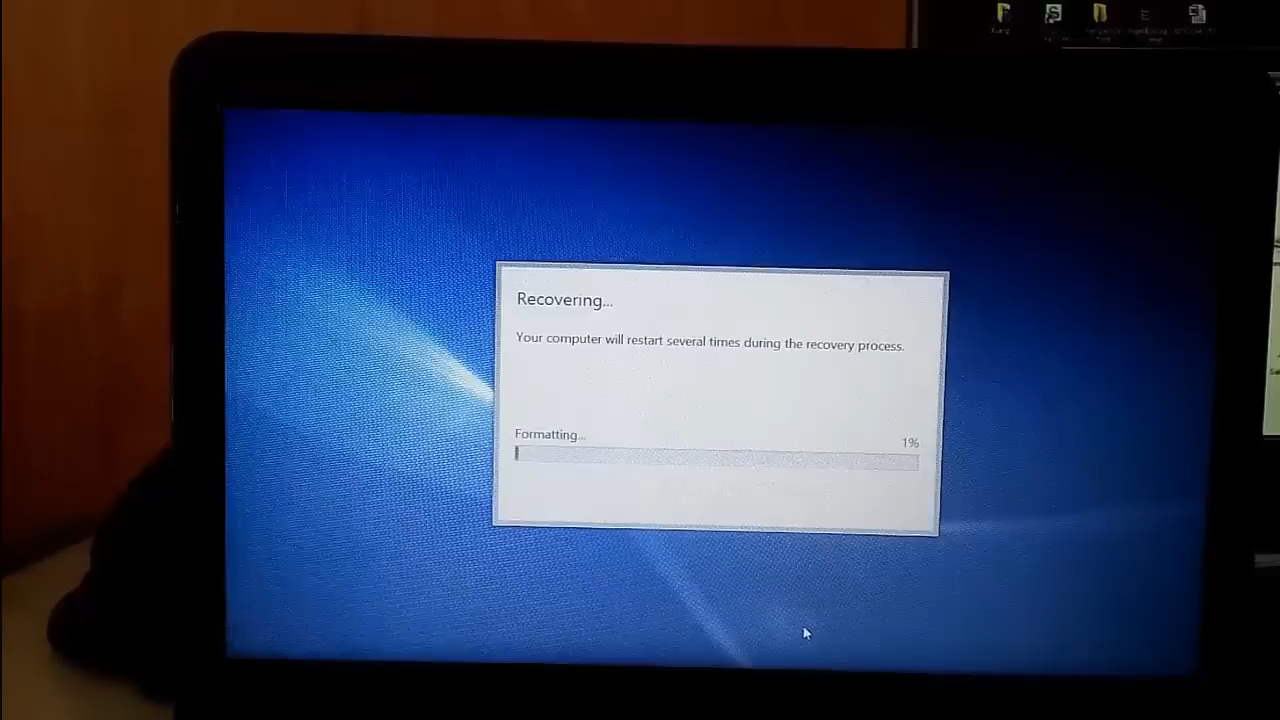 Recovering...
Your computer will restart several times during the recovery process.
Formatting...
1%